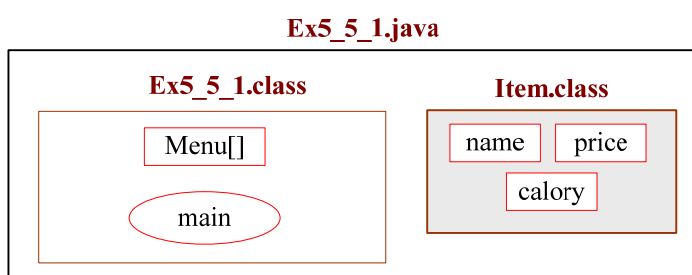 Ex5_5_1.java
Ex5_5_1.class
Item.class
Menu[]
name
price
calory
main